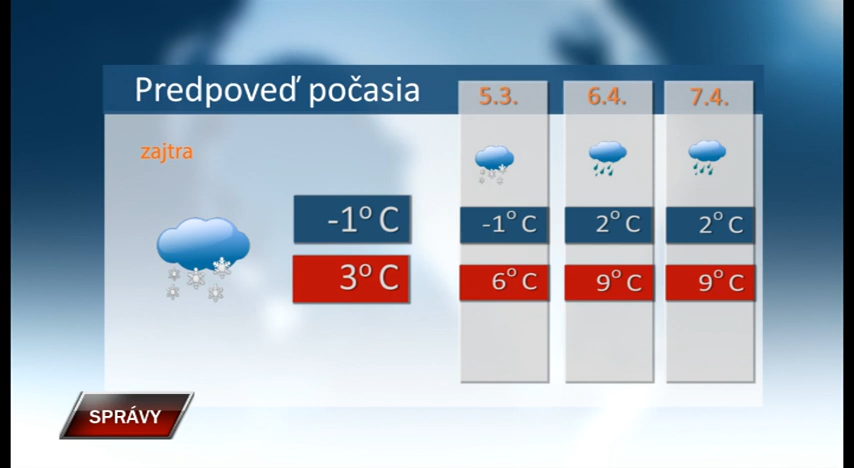 Predpoveď počasia
5.3.
6.4.
7.4.
zajtra
-1° C
3° C
-1° C
2° C
2° C
6° C
9° C
9° C
SPRÁVY